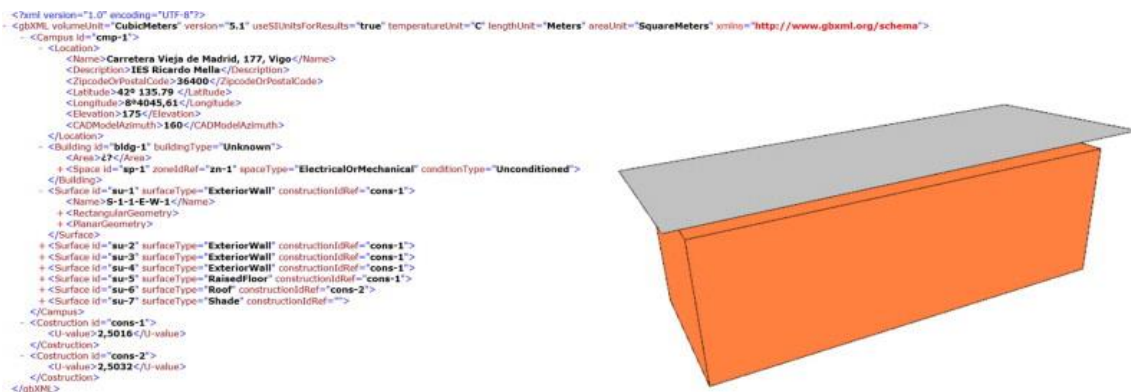 <?xml version="1.0" encoding="UTF-8"?>
- <gbXML volumeUnit="CubicMeters" version="5.1" useSIUnitsForResults="true" temperatureUnit="C" lengthUnit="Meters" areaUnit="SquareMeters" xmlns="http://www.gbxml.org/schema">
- <Campus id="cmp-1">
- <Location>
<Name>Carretera Vieja de Madrid, 177, Vigo</Name>
<Description>IES Ricardo Mella</Description>
<ZipcodeOrPostalCode>36400</ZipcodeOrPostalCode>
<Latitude>42º 135.79 </Latitude>
<Longitude>8º4045,61</Longitude>
<Elevation>175</Elevation>
<CADModelAzimuth>160</CADModelAzimuth>
</Location>
- <Building id="bldg-1" buildingType="Unknown">
<Area>¿?</Area>
+ <Space id="sp-1" zoneIdRef="zn-1" spaceType="ElectricalOrMechanical" conditionType="Unconditioned">
</Building>
- <Surface id="su-1" surfaceType="ExteriorWall" constructionIdRef="cons-1">
<Name>S-1-1-E-W-1</Name>
+ <RectangularGeometry>
+ <PlanarGeometry>
</Surface>
+ <Surface id="su-2" surfaceType="ExteriorWall" constructionIdRef="cons-1">
+ <Surface id="su-3" surfaceType="ExteriorWall" constructionIdRef="cons-1">
+ <Surface id="su-4" surfaceType="ExteriorWall" constructionIdRef="cons-1">
+ <Surface id="su-5" surfaceType="RaisedFloor" constructionIdRef="cons-1">
+ <Surface id="su-6" surfaceType="Roof" constructionIdRef="cons-2">
+ <Surface id="su-7" surfaceType="Shade" constructionIdRef="">
</Campus>
- <Costruction id="cons-1">
<U-value>2,5016</U-value>
</Costruction>
- <Costruction id="cons-2">
<U-value>2,5032</U-value>
</Costruction>
</gbXML>